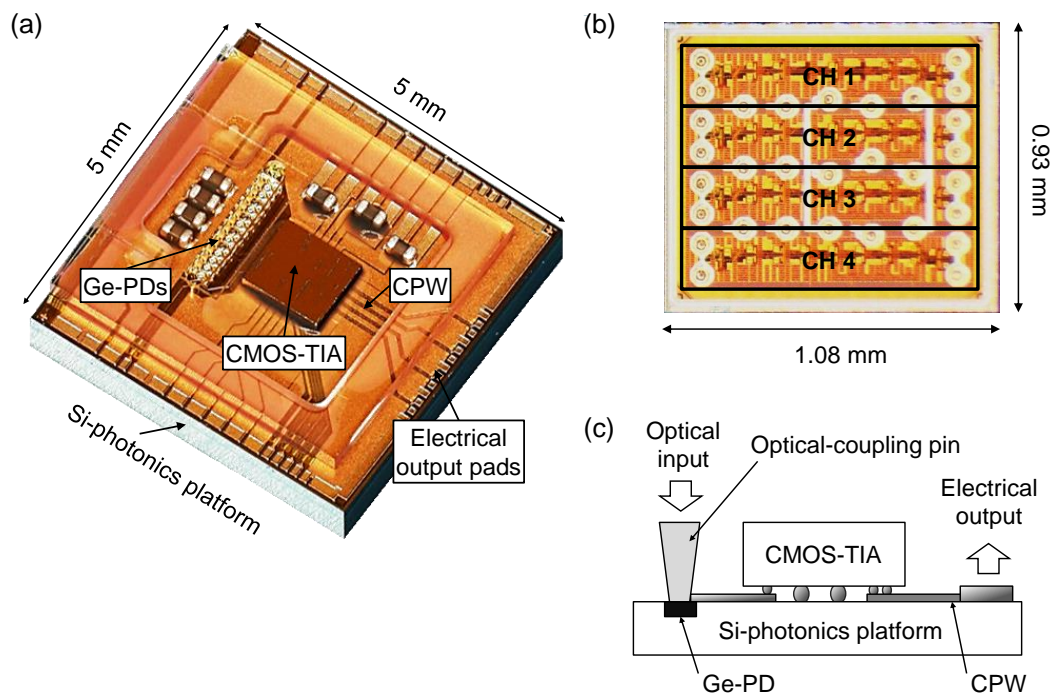 (a)
5 mm
5 mm
Ge-PDs
CPW
CMOS-TIA
Si-photonics platform
Electrical
output pads
(b)
CH 1
CH 2
CH 3
CH 4
0.93 mm
1.08 mm
(c)
Optical
input
Optical-coupling pin
Electrical
output
CMOS-TIA
Si-photonics platform
Ge-PD
CPW